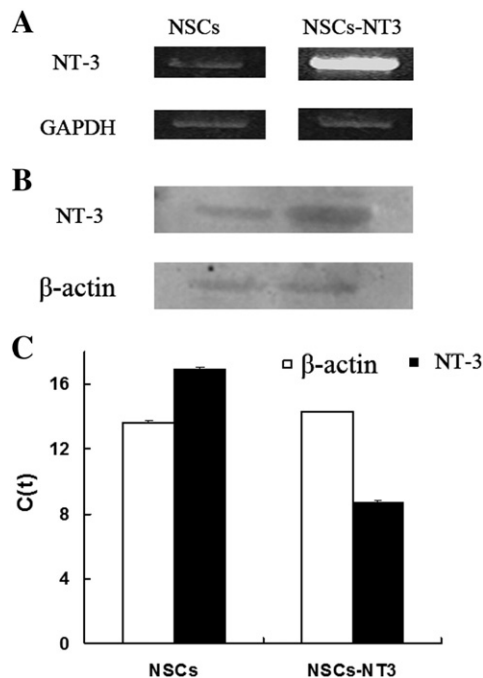 A
NSCs NSCs-NT3
NT-3
GAPDH
B
NT-3
β-actin
C
β-actin NT-3
16
12
8
4
0
C(t)
NSCs NSCs-NT3